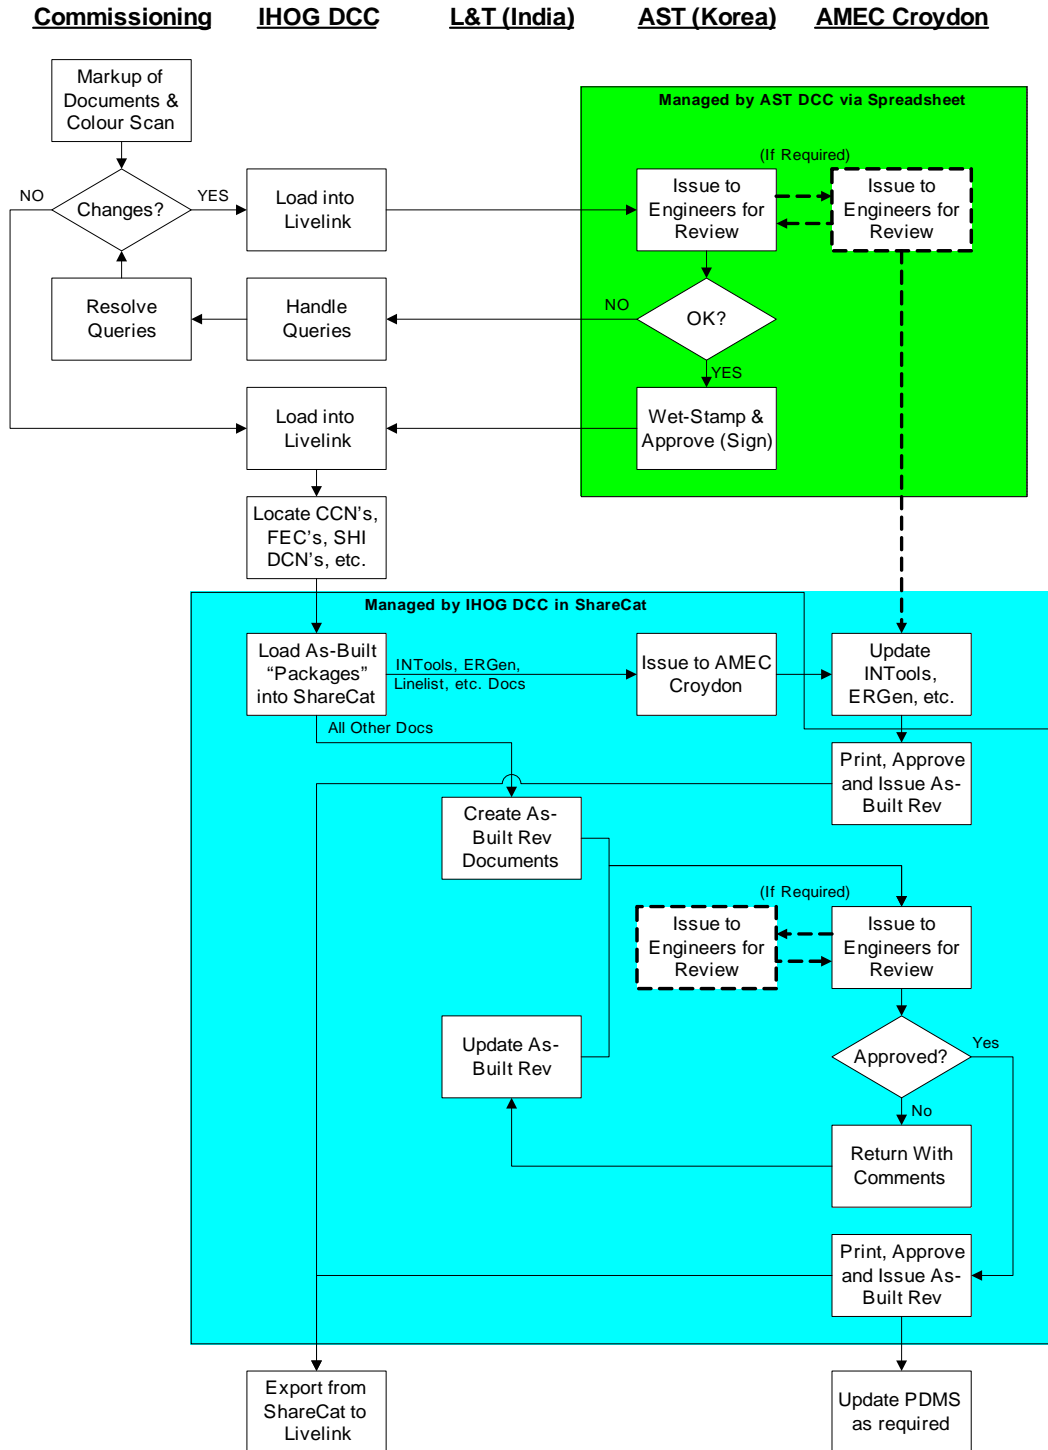 Commissioning
IHOG DCC
L&T (India)
AST (Korea)
AMEC Croydon
Markup of
Documents &
Colour Scan
Managed by AST DCC via Spreadsheet
(If Required)
NO
Changes?
YES
Load into
Livelink
Issue to
Engineers for
Review
Issue to
Engineers for
Review
Resolve
Queries
Handle
Queries
NO
OK?
YES
Load into
Livelink
Wet-Stamp &
Approve (Sign)
Locate CCN's,
FEC's, SHI
DCN's, etc.
Managed by IHOG DCC in ShareCat
Load As-Built
“Packages”
into ShareCat
INTools, ERGen,
Linelist, etc. Docs
Issue to AMEC
Croydon
Update
INTools,
ERGen, etc.
All Other Docs
Print, Approve
and Issue As-
Built Rev
Create As-
Built Rev
Documents
(If Required)
Issue to
Engineers for
Review
Issue to
Engineers for
Review
Update As-
Built Rev
Approved?
Yes
No
Return With
Comments
Print, Approve
and Issue As-
Built Rev
Export from
ShareCat to
Livelink
Update PDMS
as required